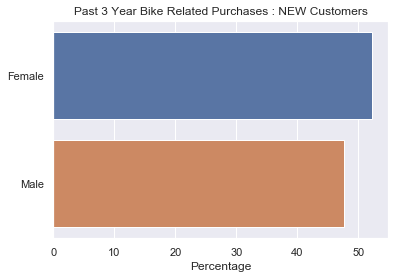 Past 3 Year Bike Related Purchases : NEW Customers
Female
Male
0 10 20 30 40 50
Percentage